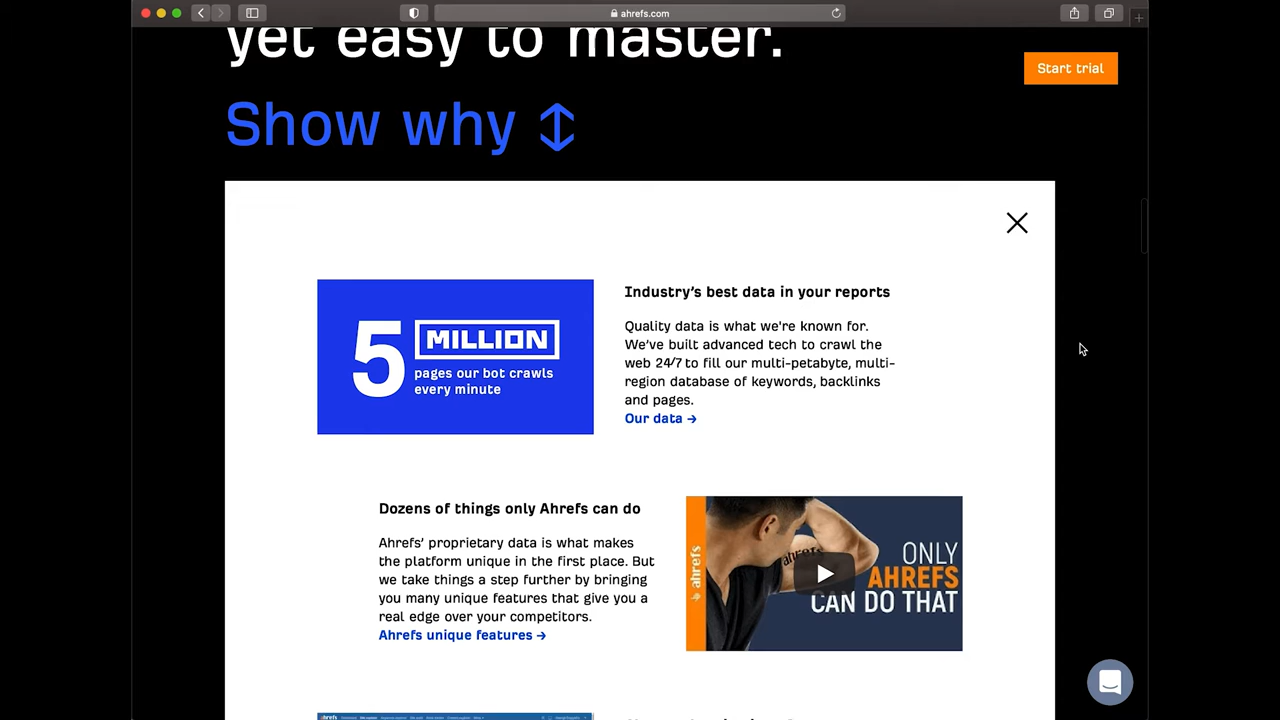 ahrefs.com
yet easy to master.
Start trial
Show why
5 MILLION
pages our bot crawls
every minute
Industry's best data in your reports
Quality data is what we're known for.
We've built advanced tech to crawl the
web 24/7 to fill our multi-petabyte, multi-
region database of keywords, backlinks
and pages.
Our data →
Dozens of things only Ahrefs can do
Ahrefs' proprietary data is what makes
the platform unique in the first place. But
we take things a step further by bringing
you many unique features that give you a
real edge over your competitors.
Ahrefs unique features →
ahrefs
ahrefs
ONLY
AHREFS
CAN DO THAT
ahrefs